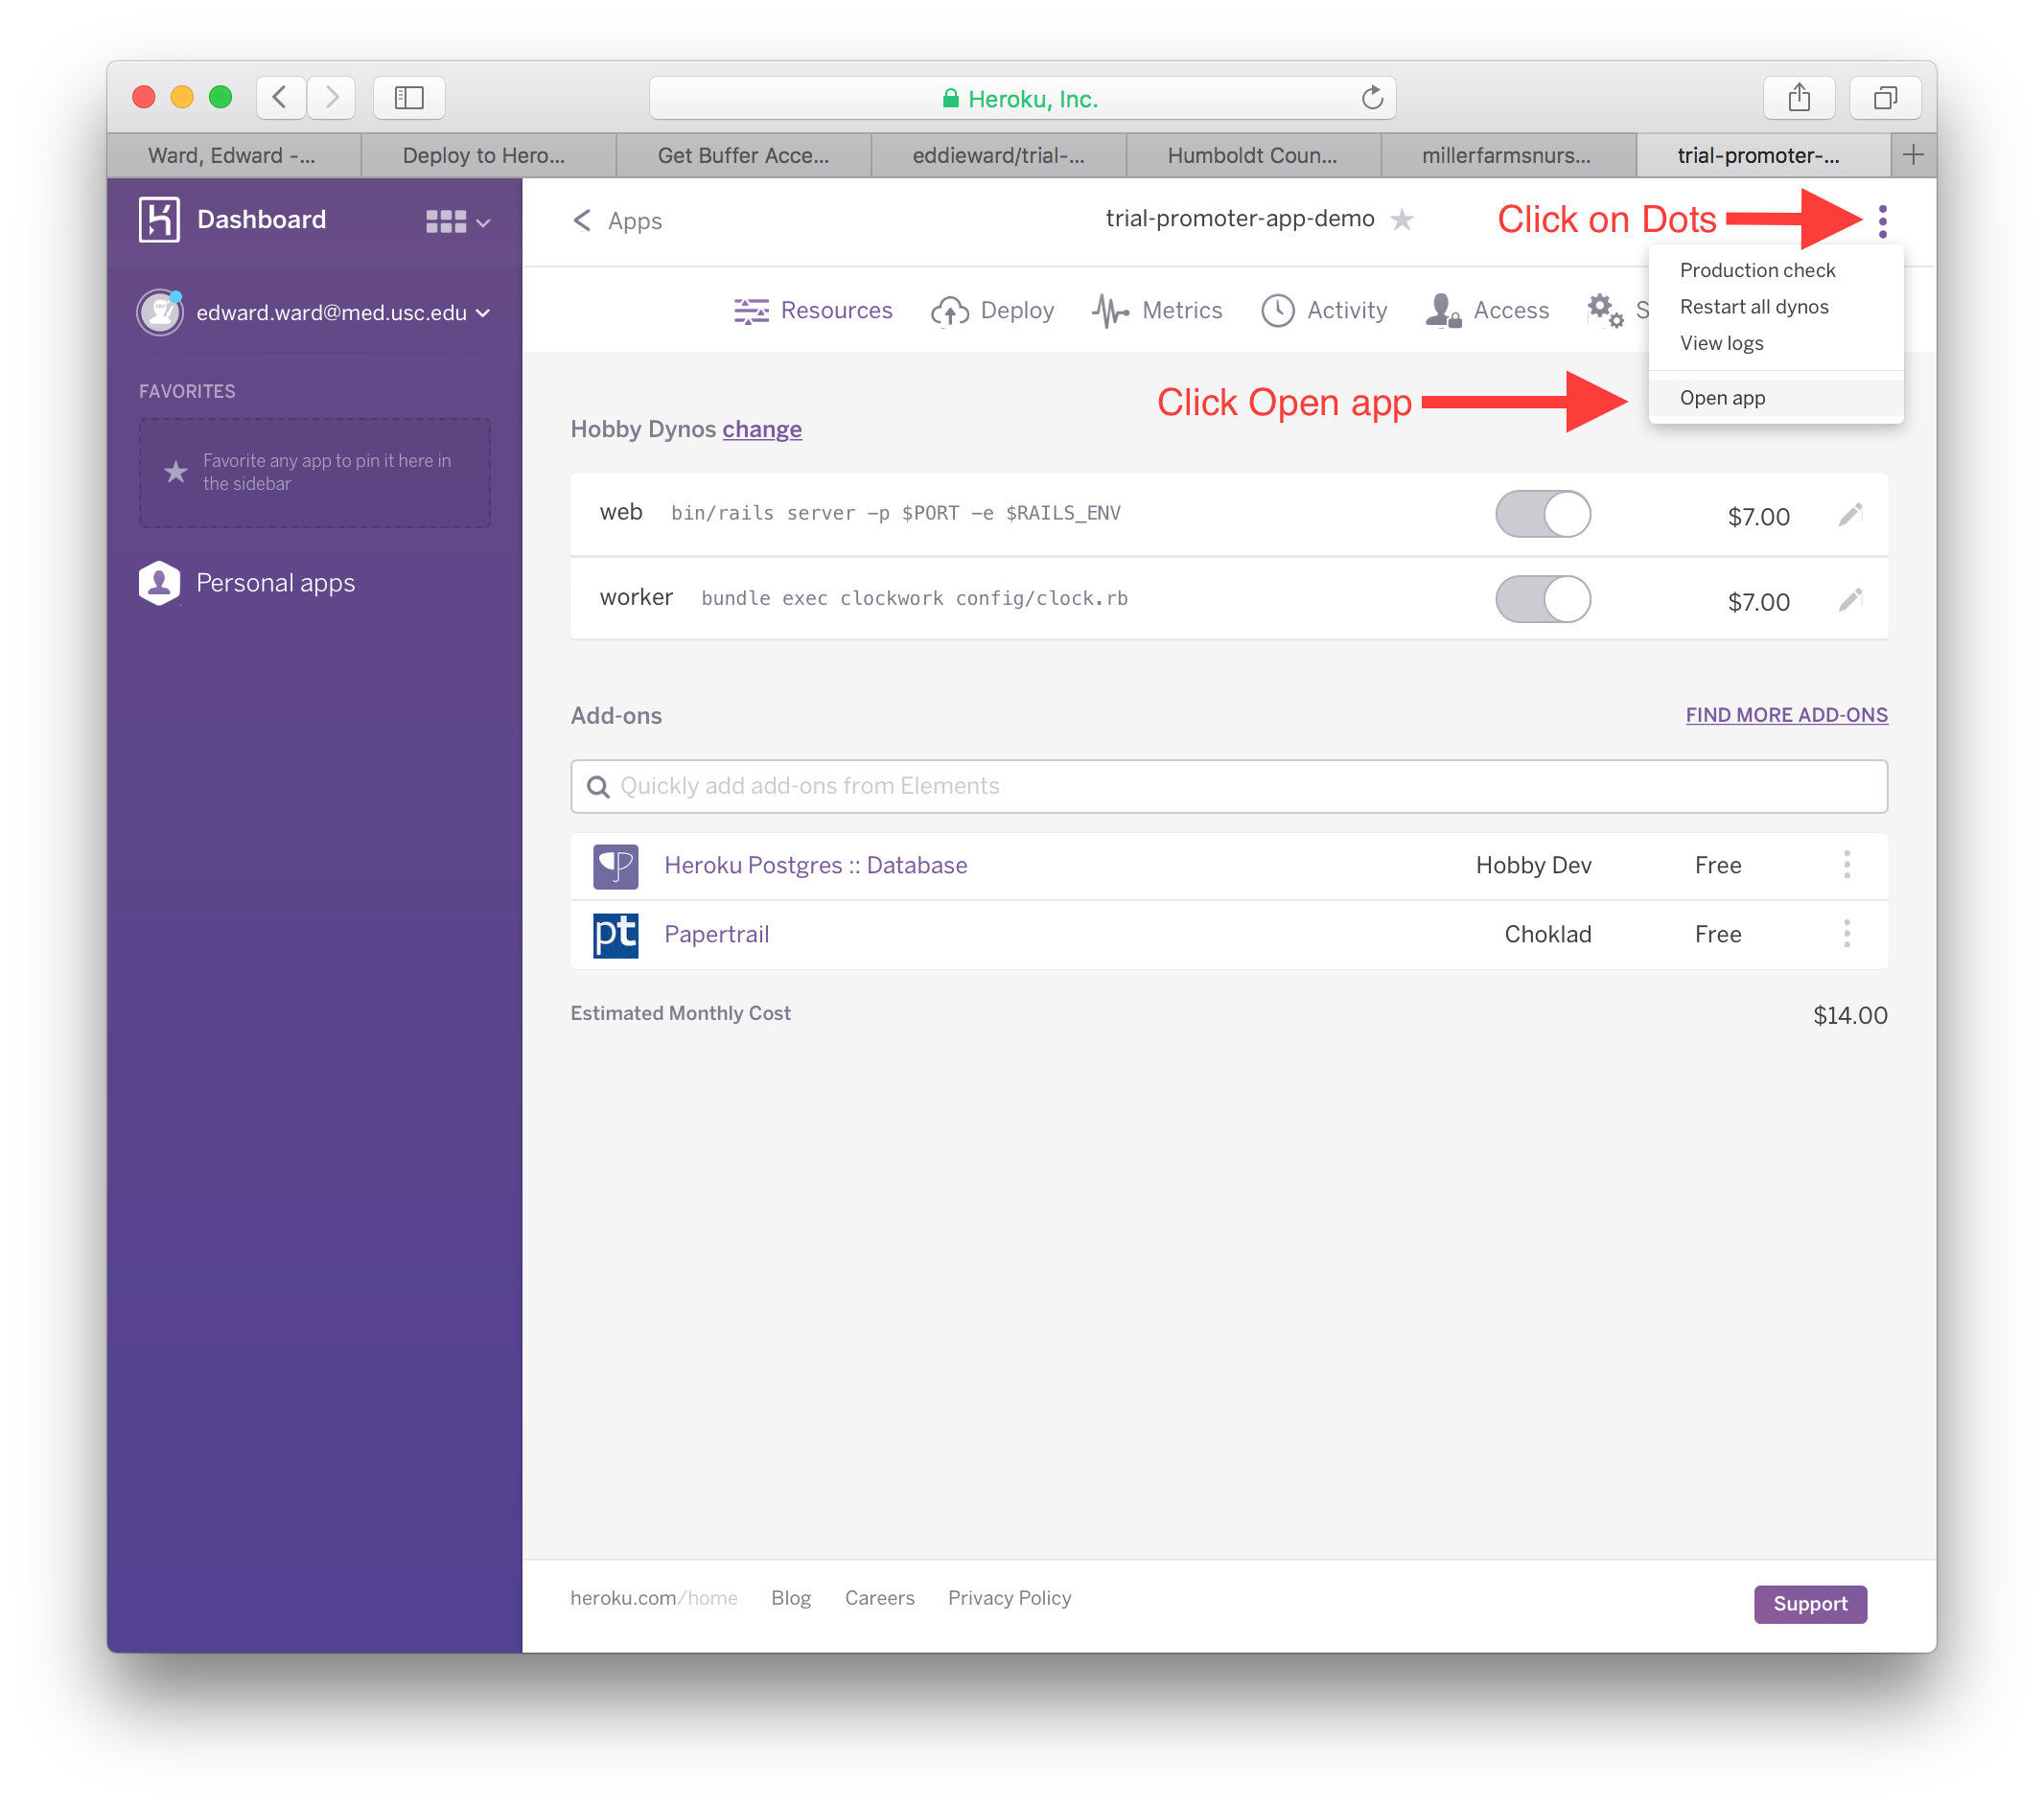 Heroku, Inc.
Ward, Edward -...
Deploy to Hero...
Get Buffer Acce...
eddieward/trial-...
Humboldt Coun...
millerfarmsnurs...
trial-promoter-...
Dashboard
edward.ward@med.usc.edu
FAVORITES
Favorite any app to pin it here in
the sidebar
Personal apps
Apps
trial-promoter-app-demo
Click on Dots
Production check
Restart all dynos
View logs
Open app
Resources
Deploy
Metrics
Activity
Access
S
Click Open app
Hobby Dynos change
web bin/rails server -p $PORT -e $RAILS_ENV $7.00
worker bundle exec clockwork config/clock.rb $7.00
Add-ons
FIND MORE ADD-ONS
Quickly add add-ons from Elements
Heroku Postgres :: Database Hobby Dev Free
pt Papertrail Choklad Free
Estimated Monthly Cost $14.00
heroku.com/home Blog Careers Privacy Policy
Support